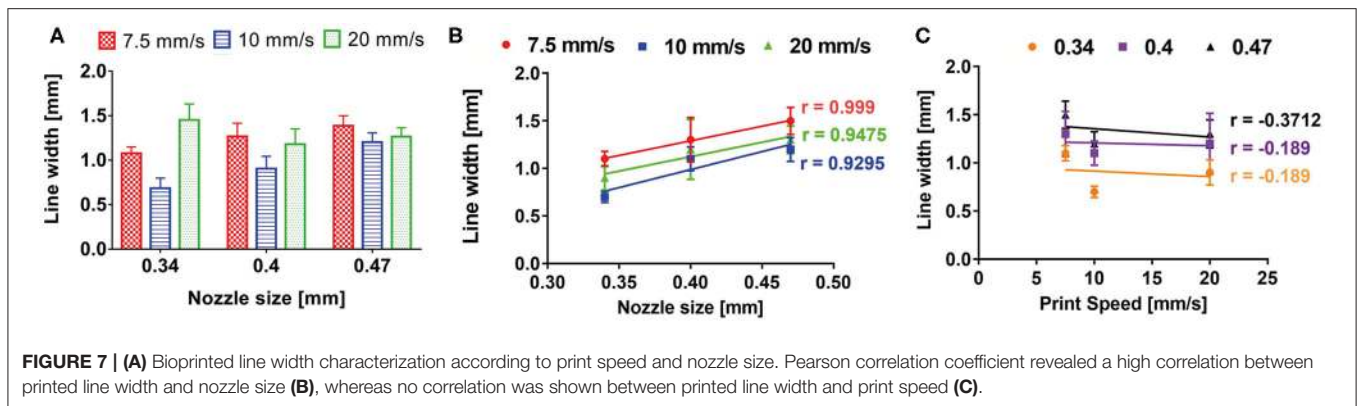 A
7.5 mm/s 10 mm/s 20 mm/s
Line width [mm]
2.0
1.5
1.0
0.5
0.0
0.34 0.4 0.47
Nozzle size [mm]
B
7.5 mm/s 10 mm/s 20 mm/s
Line width [mm]
2.0
1.5
1.0
0.5
0.0
r = 0.999
r = 0.9475
r = 0.9295
0.30 0.35 0.40 0.45 0.50
Nozzle size [mm]
C
0.34 0.4 0.47
Line width [mm]
2.0
1.5
1.0
0.5
0
r = -0.3712
r = -0.189
r = -0.189
0 5 10 15 20 25
Print Speed [mm/s]
FIGURE 7 | (A) Bioprinted line width characterization according to print speed and nozzle size. Pearson correlation coefficient revealed a high correlation between
printed line width and nozzle size (B), whereas no correlation was shown between printed line width and print speed (C).